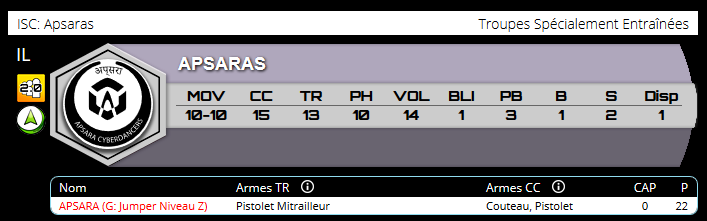 ISC: Apsaras Troupes Spécialement Entraînées
IL
अप्सरा
APSARA CYBERDANCERS
2:0
APSARAS
MOV CC TR PH VOL BLI PB B S Disp
10-10 15 13 10 14 1 3 1 2 1
Nom Armes TR Armes CC CAP P
APSARA (G: Jumper Niveau Z) Pistolet Mitrailleur Couteau, Pistolet 0 22